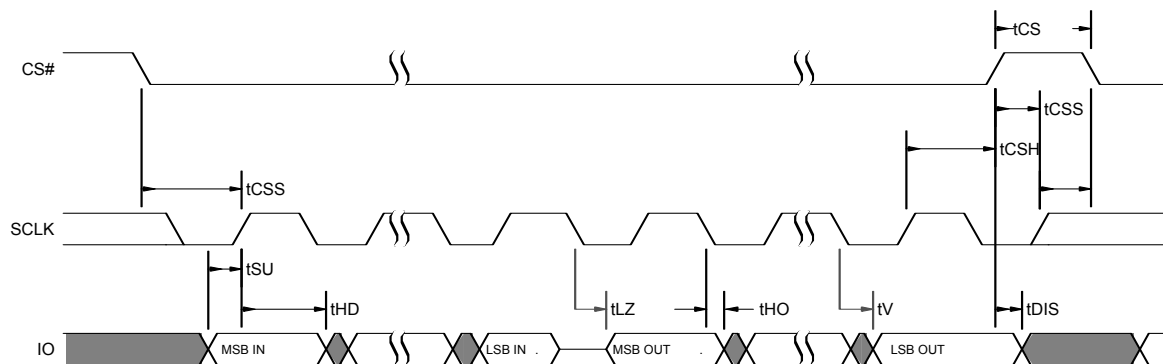 tCS
CS#
tCSS
tCSH
tCSS
SCLK
tSU
tHD
tLZ
tHO
tV
tDIS
IO
MSB IN
LSB IN .
MSB OUT .
LSB OUT